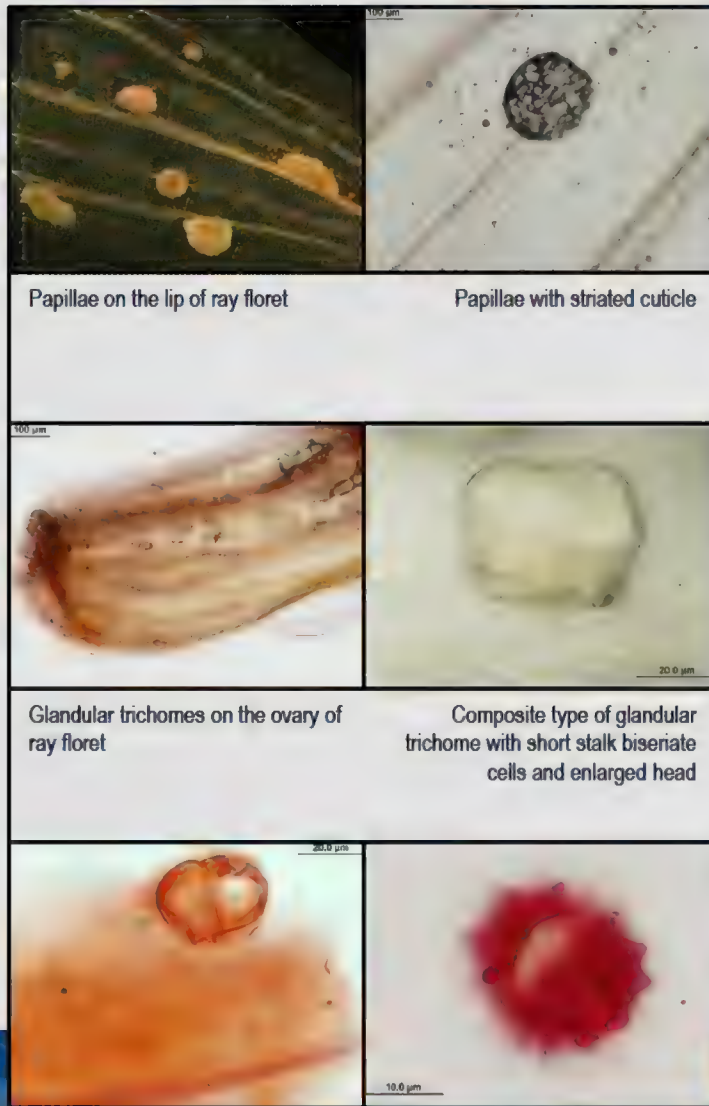 100 µm
Papillae on the lip of ray floret
Papillae with striated cuticle
100 µm
20.0 µm
Glandular trichomes on the ovary of
ray floret
Composite type of glandular
trichome with short stalk biseriate
cells and enlarged head
20.0 µm
10.0 µm